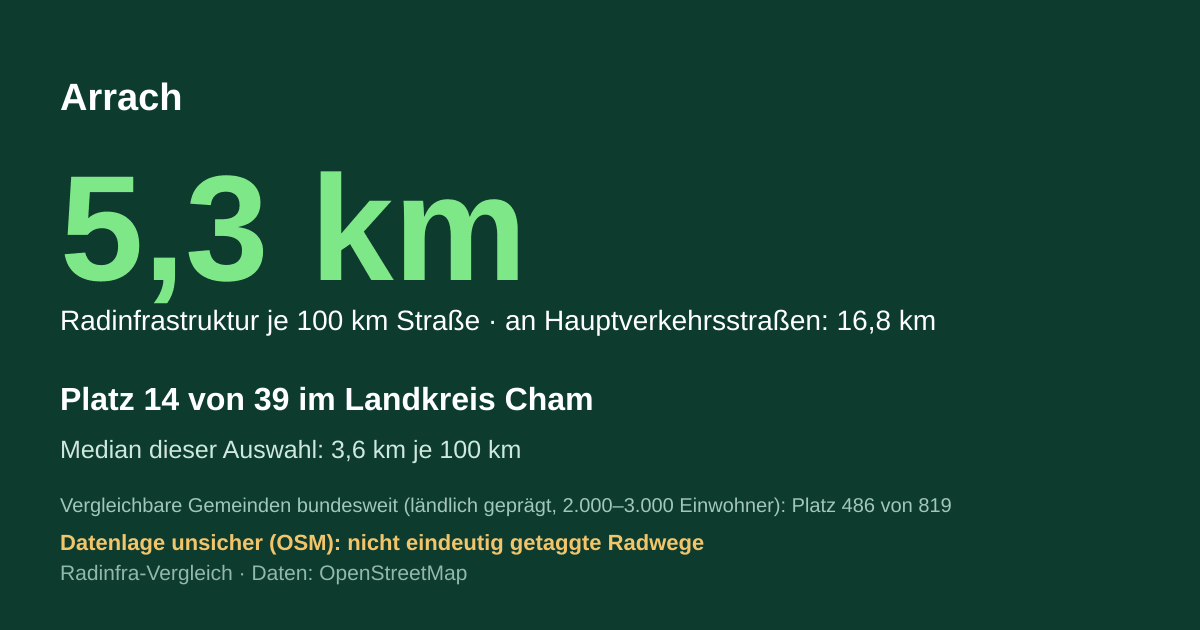 Arrach
5,3 km
Radinfrastruktur je 100 km Straße · an Hauptverkehrsstraßen: 16,8 km
Platz 14 von 39 im Landkreis Cham
Median dieser Auswahl: 3,6 km je 100 km
Vergleichbare Gemeinden bundesweit (ländlich geprägt, 2.000–3.000 Einwohner): Platz 486 von 819
Datenlage unsicher (OSM): nicht eindeutig getaggte Radwege
Radinfra-Vergleich · Daten: OpenStreetMap